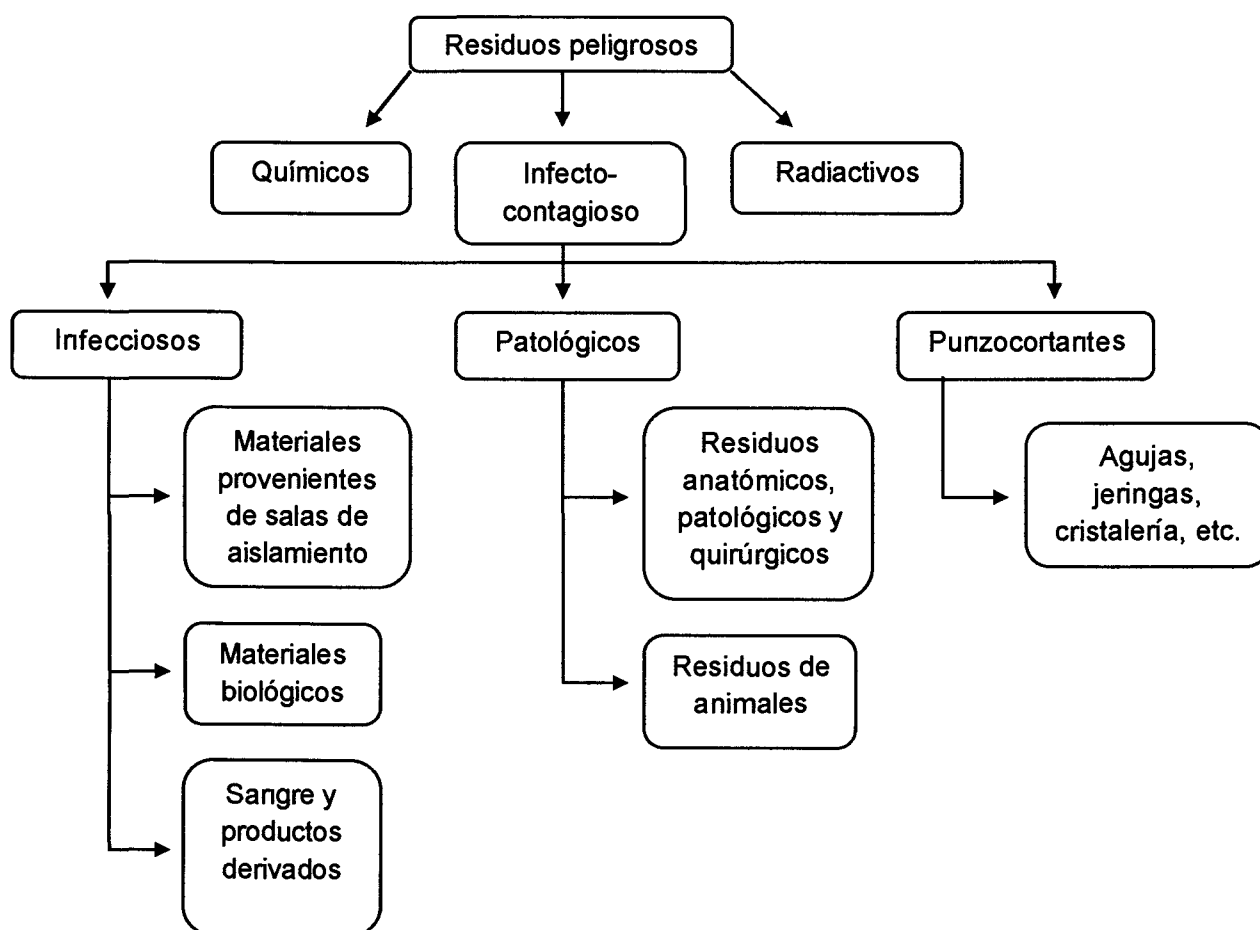 Residuos peligrosos
Químicos
Infecto-
contagioso
Radiactivos
Infecciosos
Patológicos
Punzocortantes
Materiales
provenientes
de salas de
aislamiento
Residuos
anatómicos,
patológicos y
quirúrgicos
Agujas,
jeringas,
cristalería, etc.
Materiales
biológicos
Residuos de
animales
Sangre y
productos
derivados